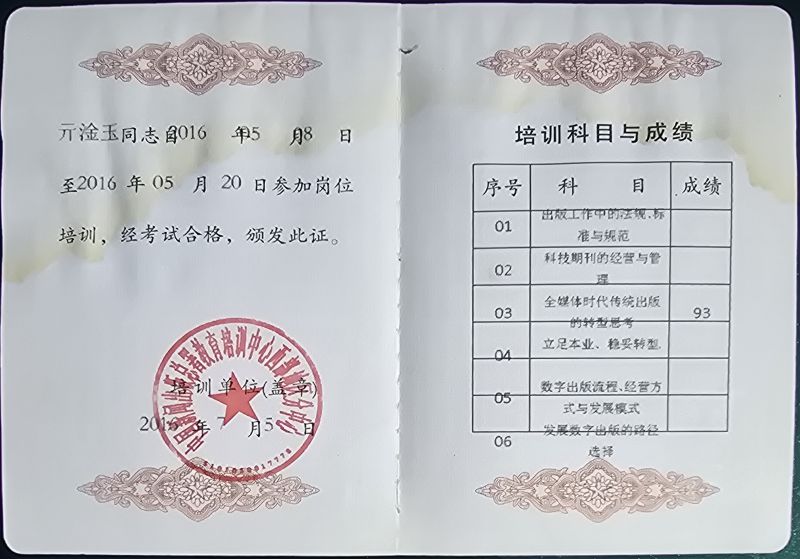 亓淦玉同志自2016 年05 月18 日
至2016 年 05 月 20 日参加岗位
培训，经考试合格，颁发此证。
培训单位(盖章)
2016 年 7 月 5 日
培训科目与成绩
序号 科 目 成绩
01 出版工作中的法规、标
准与规范
02 科技期刊的经营与管
理
03 全媒体时代传统出版 93
的转型思考
04 立足本业、稳妥转型
05 数字出版流程、经营方
式与发展模式
06 发展数字出版的路径
选择